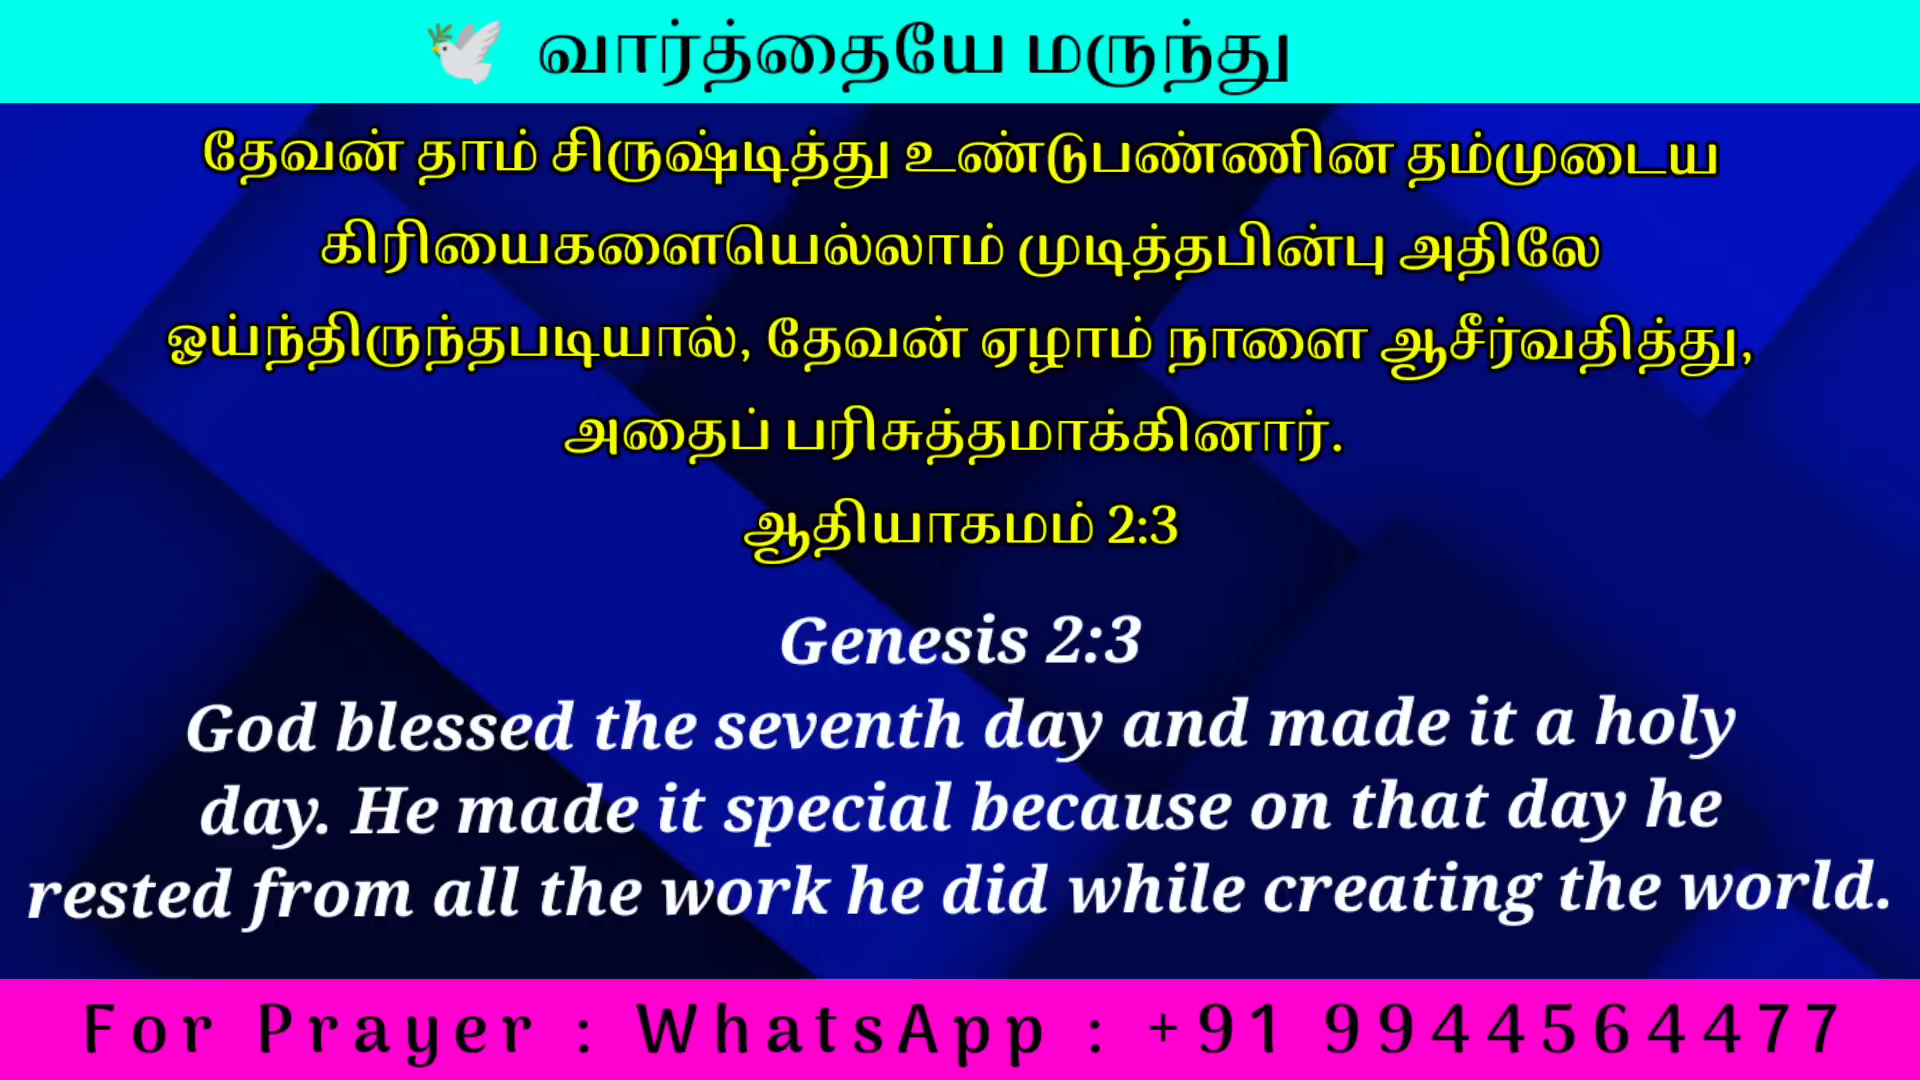 🕊️ வார்த்தையே மருந்து
தேவன் தாம் சிருஷ்டித்து உண்டுபண்ணின தம்முடைய
கிரியைகளையெல்லாம் முடித்தபின்பு அதிலே
ஓய்ந்திருந்தபடியால், தேவன் ஏழாம் நாளை ஆசீர்வதித்து,
அதைப் பரிசுத்தமாக்கினார்.
ஆதியாகமம் 2:3
Genesis 2:3
God blessed the seventh day and made it a holy
day. He made it special because on that day he
rested from all the work he did while creating the world.
For Prayer : WhatsApp : +91 9944564477